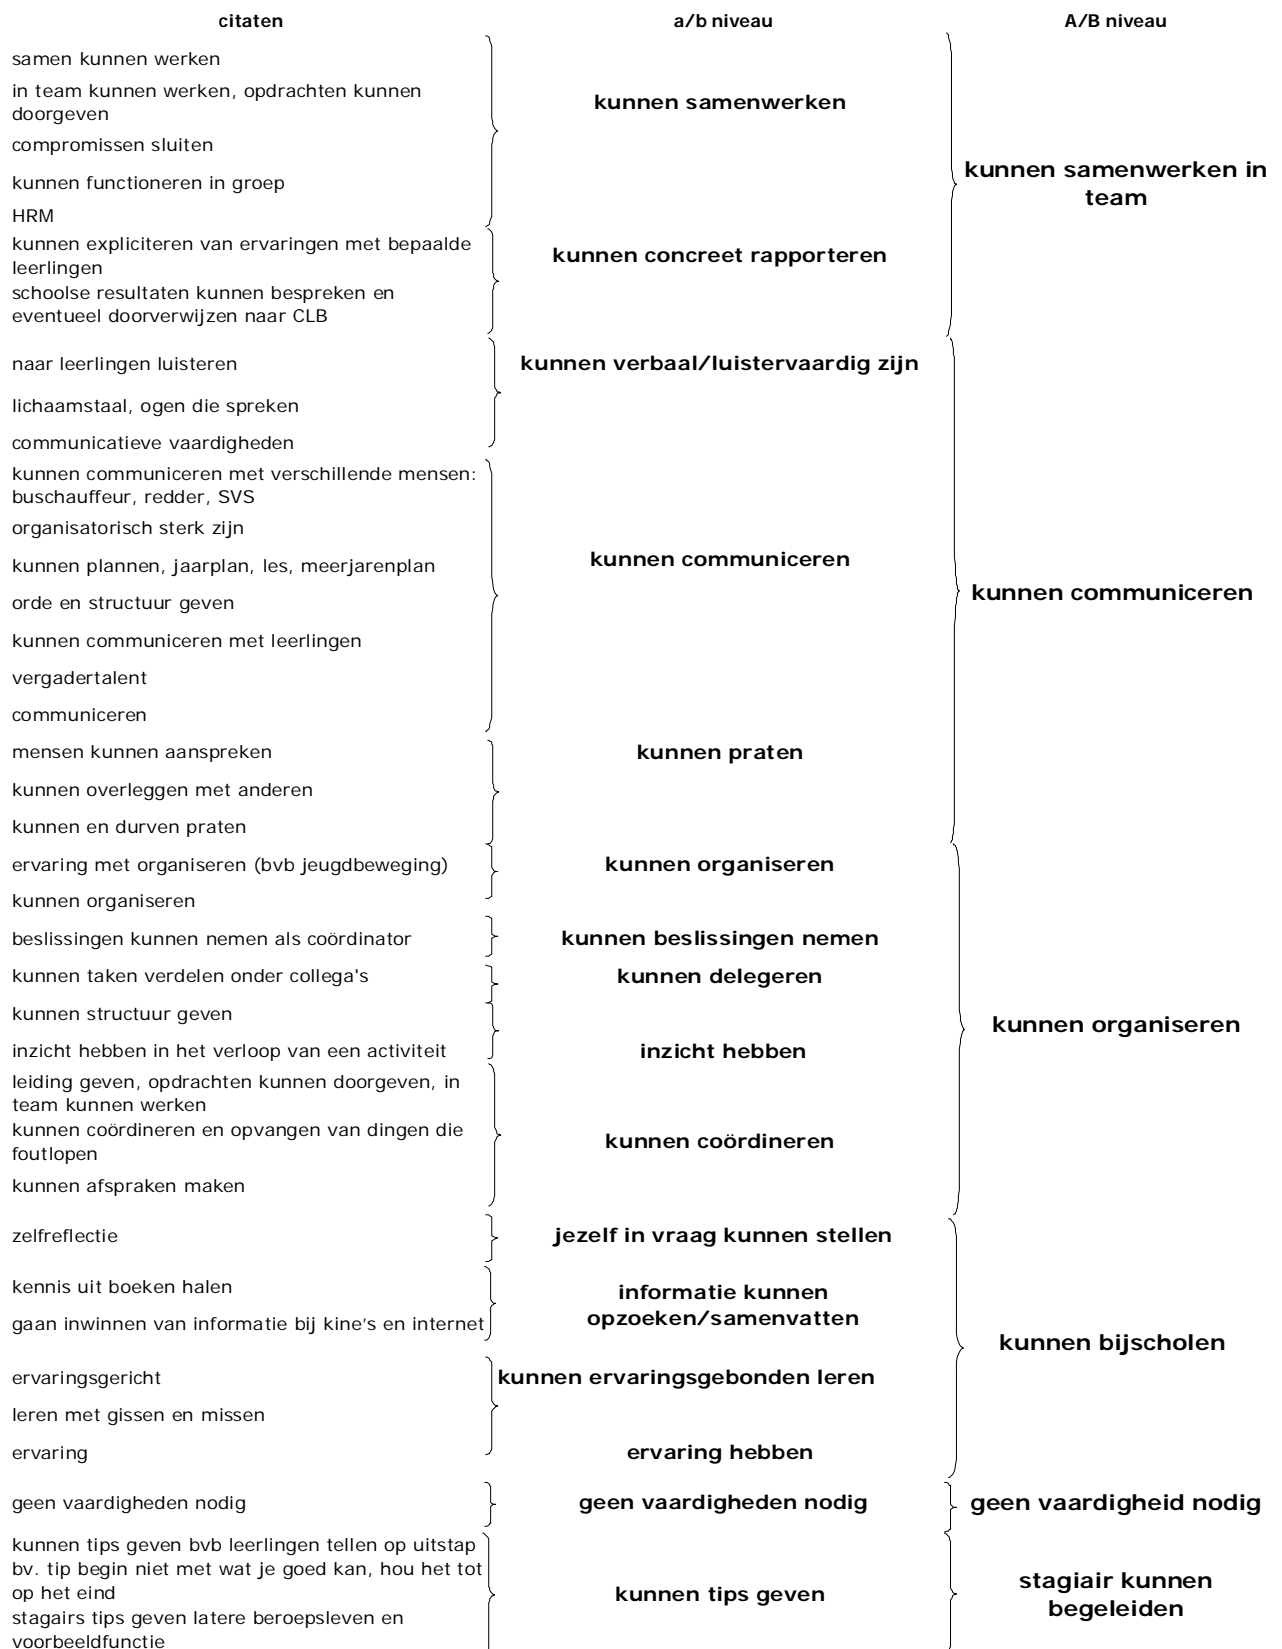 citaten a/b niveau A/B niveau
samen kunnen werken
in team kunnen werken, opdrachten kunnen
doorgeven
kunnen samenwerken
compromissen sluiten
kunnen functioneren in groep
kunnen samenwerken in
team
HRM
kunnen expliciteren van ervaringen met bepaalde
leerlingen
kunnen concreet rapporteren
schoolse resultaten kunnen bespreken en
eventueel doorverwijzen naar CLB
naar leerlingen luisteren
kunnen verbaal/luistervaardig zijn
lichaamstaal, ogen die spreken
communicatieve vaardigheden
kunnen communiceren met verschillende mensen:
buschauffeur, redder, SVS
organisatorisch sterk zijn
kunnen plannen, jaarplan, les, meerjarenplan
kunnen communiceren
orde en structuur geven
kunnen communiceren
kunnen communiceren met leerlingen
vergadertalent
communiceren
mensen kunnen aanspreken
kunnen praten
kunnen overleggen met anderen
kunnen en durven praten
ervaring met organiseren (bvb jeugdbeweging)
kunnen organiseren
kunnen organiseren
beslissingen kunnen nemen als coördinator
kunnen beslissingen nemen
kunnen taken verdelen onder collega's
kunnen delegeren
kunnen structuur geven
kunnen organiseren
inzicht hebben in het verloop van een activiteit
inzicht hebben
leiding geven, opdrachten kunnen doorgeven, in
team kunnen werken
kunnen coördineren en opvangen van dingen die
foutlopen
kunnen coördineren
kunnen afspraken maken
zelfreflectie
jezelf in vraag kunnen stellen
kennis uit boeken halen
informatie kunnen
opzoeken/samenvatten
gaan inwinnen van informatie bij kine's en internet
kunnen bijscholen
ervaringsgericht
kunnen ervaringsgebonden leren
leren met gissen en missen
ervaring
ervaring hebben
geen vaardigheden nodig
geen vaardigheden nodig
geen vaardigheid nodig
kunnen tips geven bvb leerlingen tellen op uitstap
bv. tip begin niet met wat je goed kan, hou het tot
op het eind
kunnen tips geven
stagiair kunnen
begeleiden
stagairs tips geven latere beroepsleven en
voorbeeldfunctie